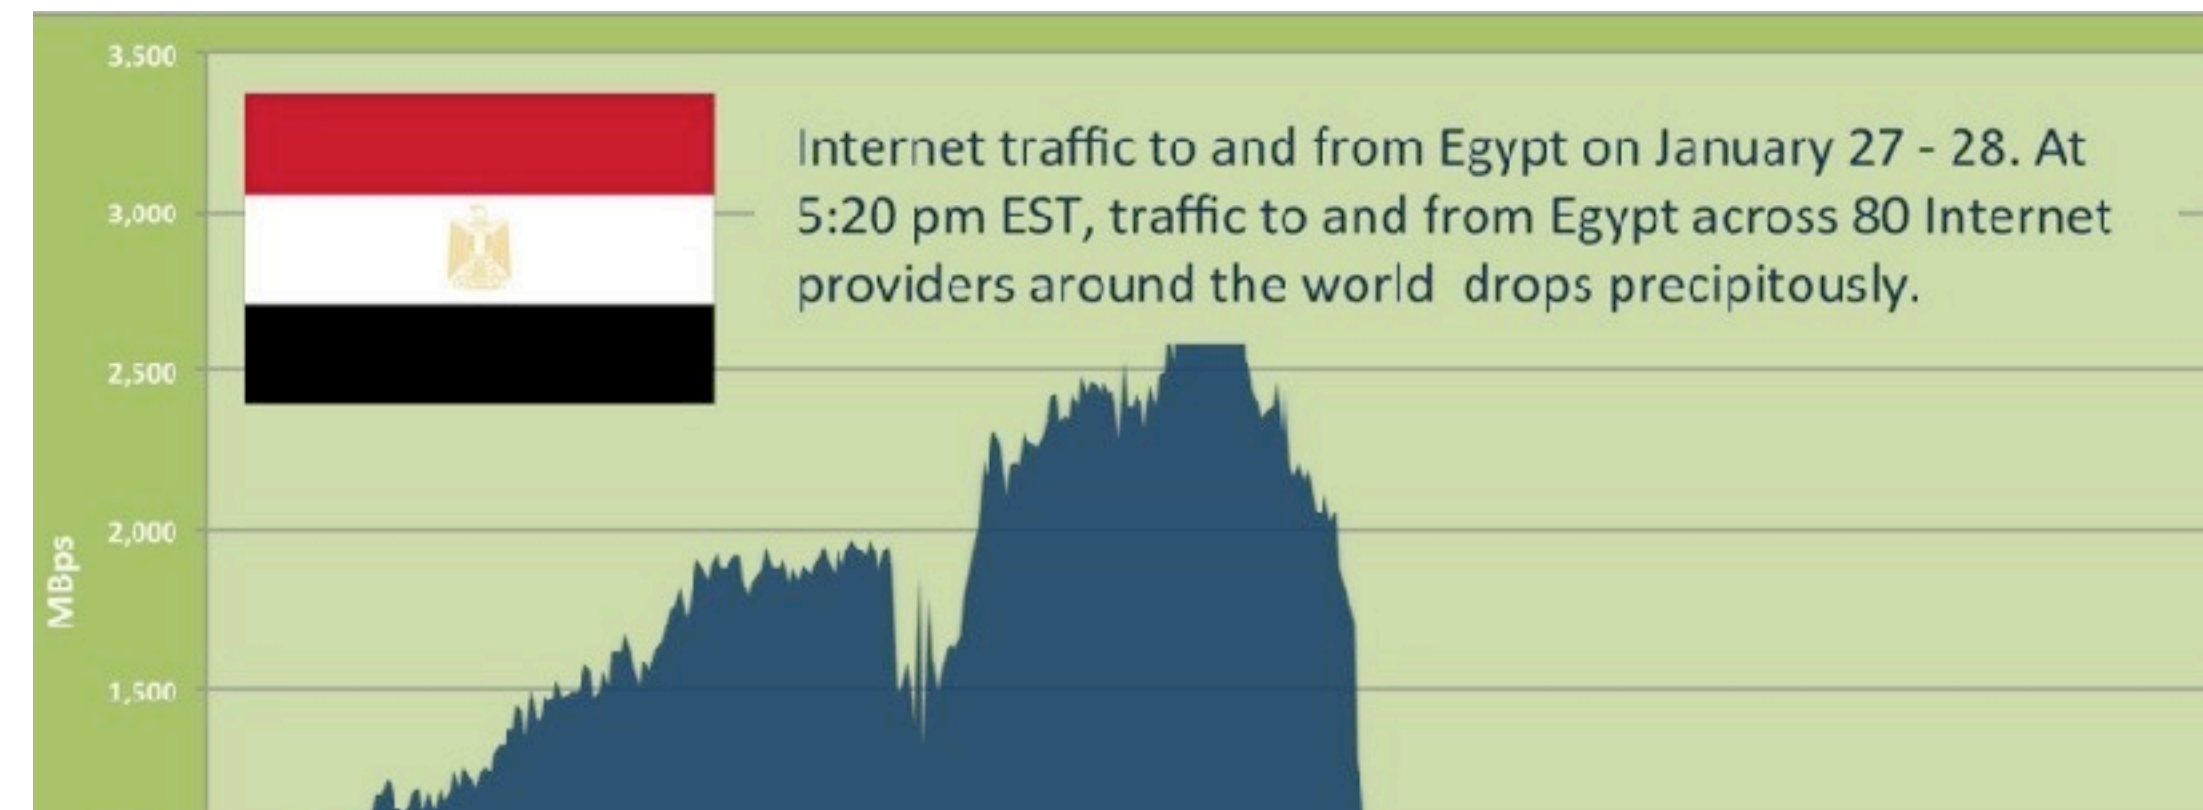 3,500
Internet traffic to and from Egypt on January 27 - 28. At
5:20 pm EST, traffic to and from Egypt across 80 Internet
providers around the world  drops precipitously.
3,000
2,500
2,000
MBps
1,500